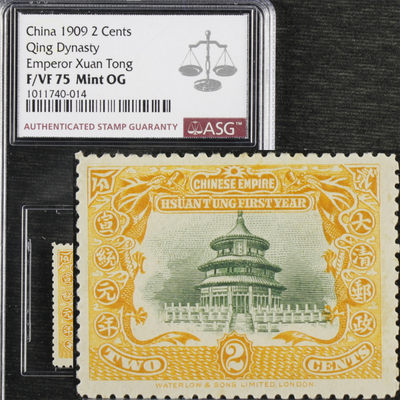 China 1909 2 Cents
Qing Dynasty
Emperor Xuan Tong
F/VF 75 Mint OG
1011740-014
AUTHENTICATED STAMP GUARANTY ASG
CHINESE EMPIRE
HSUAN T'UNG FIRST YEAR
大清郵政
宣統元年
TWO 2 CENTS
WATERLOW & SONS LIMITED, LONDON.